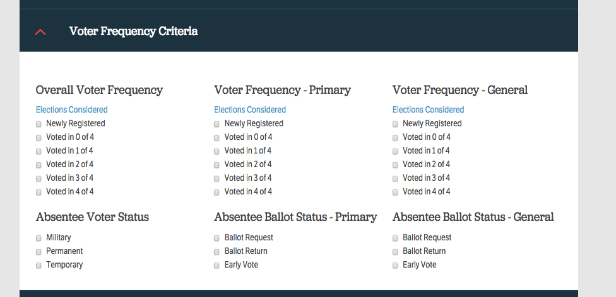 Voter Frequency Criteria
Overall Voter Frequency
Elections Considered
Newly Registered
Voted in 0 of 4
Voted in 1 of 4
Voted in 2 of 4
Voted in 3 of 4
Voted in 4 of 4
Voter Frequency - Primary
Elections Considered
Newly Registered
Voted in 0 of 4
Voted in 1 of 4
Voted in 2 of 4
Voted in 3 of 4
Voted in 4 of 4
Voter Frequency - General
Elections Considered
Newly Registered
Voted in 0 of 4
Voted in 1 of 4
Voted in 2 of 4
Voted in 3 of 4
Voted in 4 of 4
Absentee Voter Status
Military
Permanent
Temporary
Absentee Ballot Status - Primary
Ballot Request
Ballot Return
Early Vote
Absentee Ballot Status - General
Ballot Request
Ballot Return
Early Vote